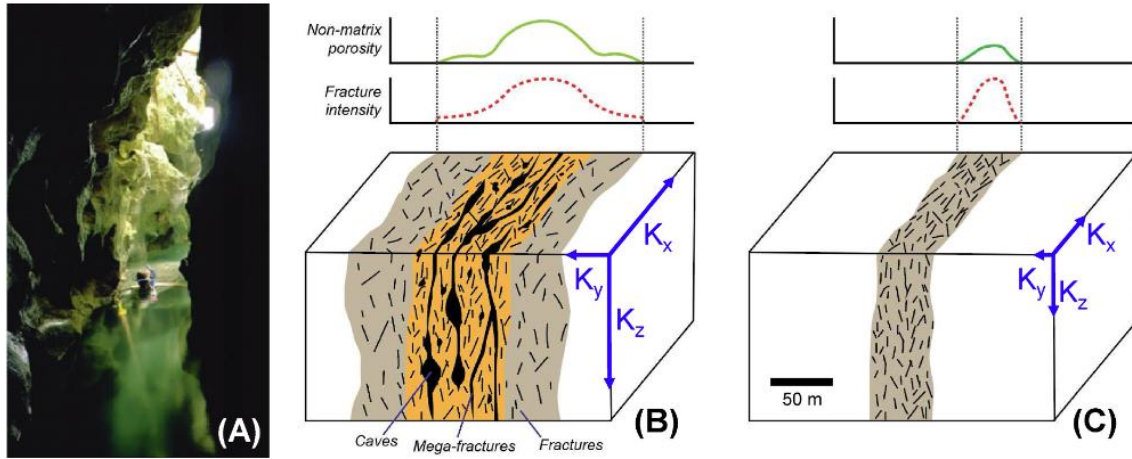 Non-matrix
porosity
Fracture
intensity
Kx
Ky
Kz
Caves
Mega-fractures
Fractures
(A)
(B)
Kx
Ky
Kz
50 m
(C)